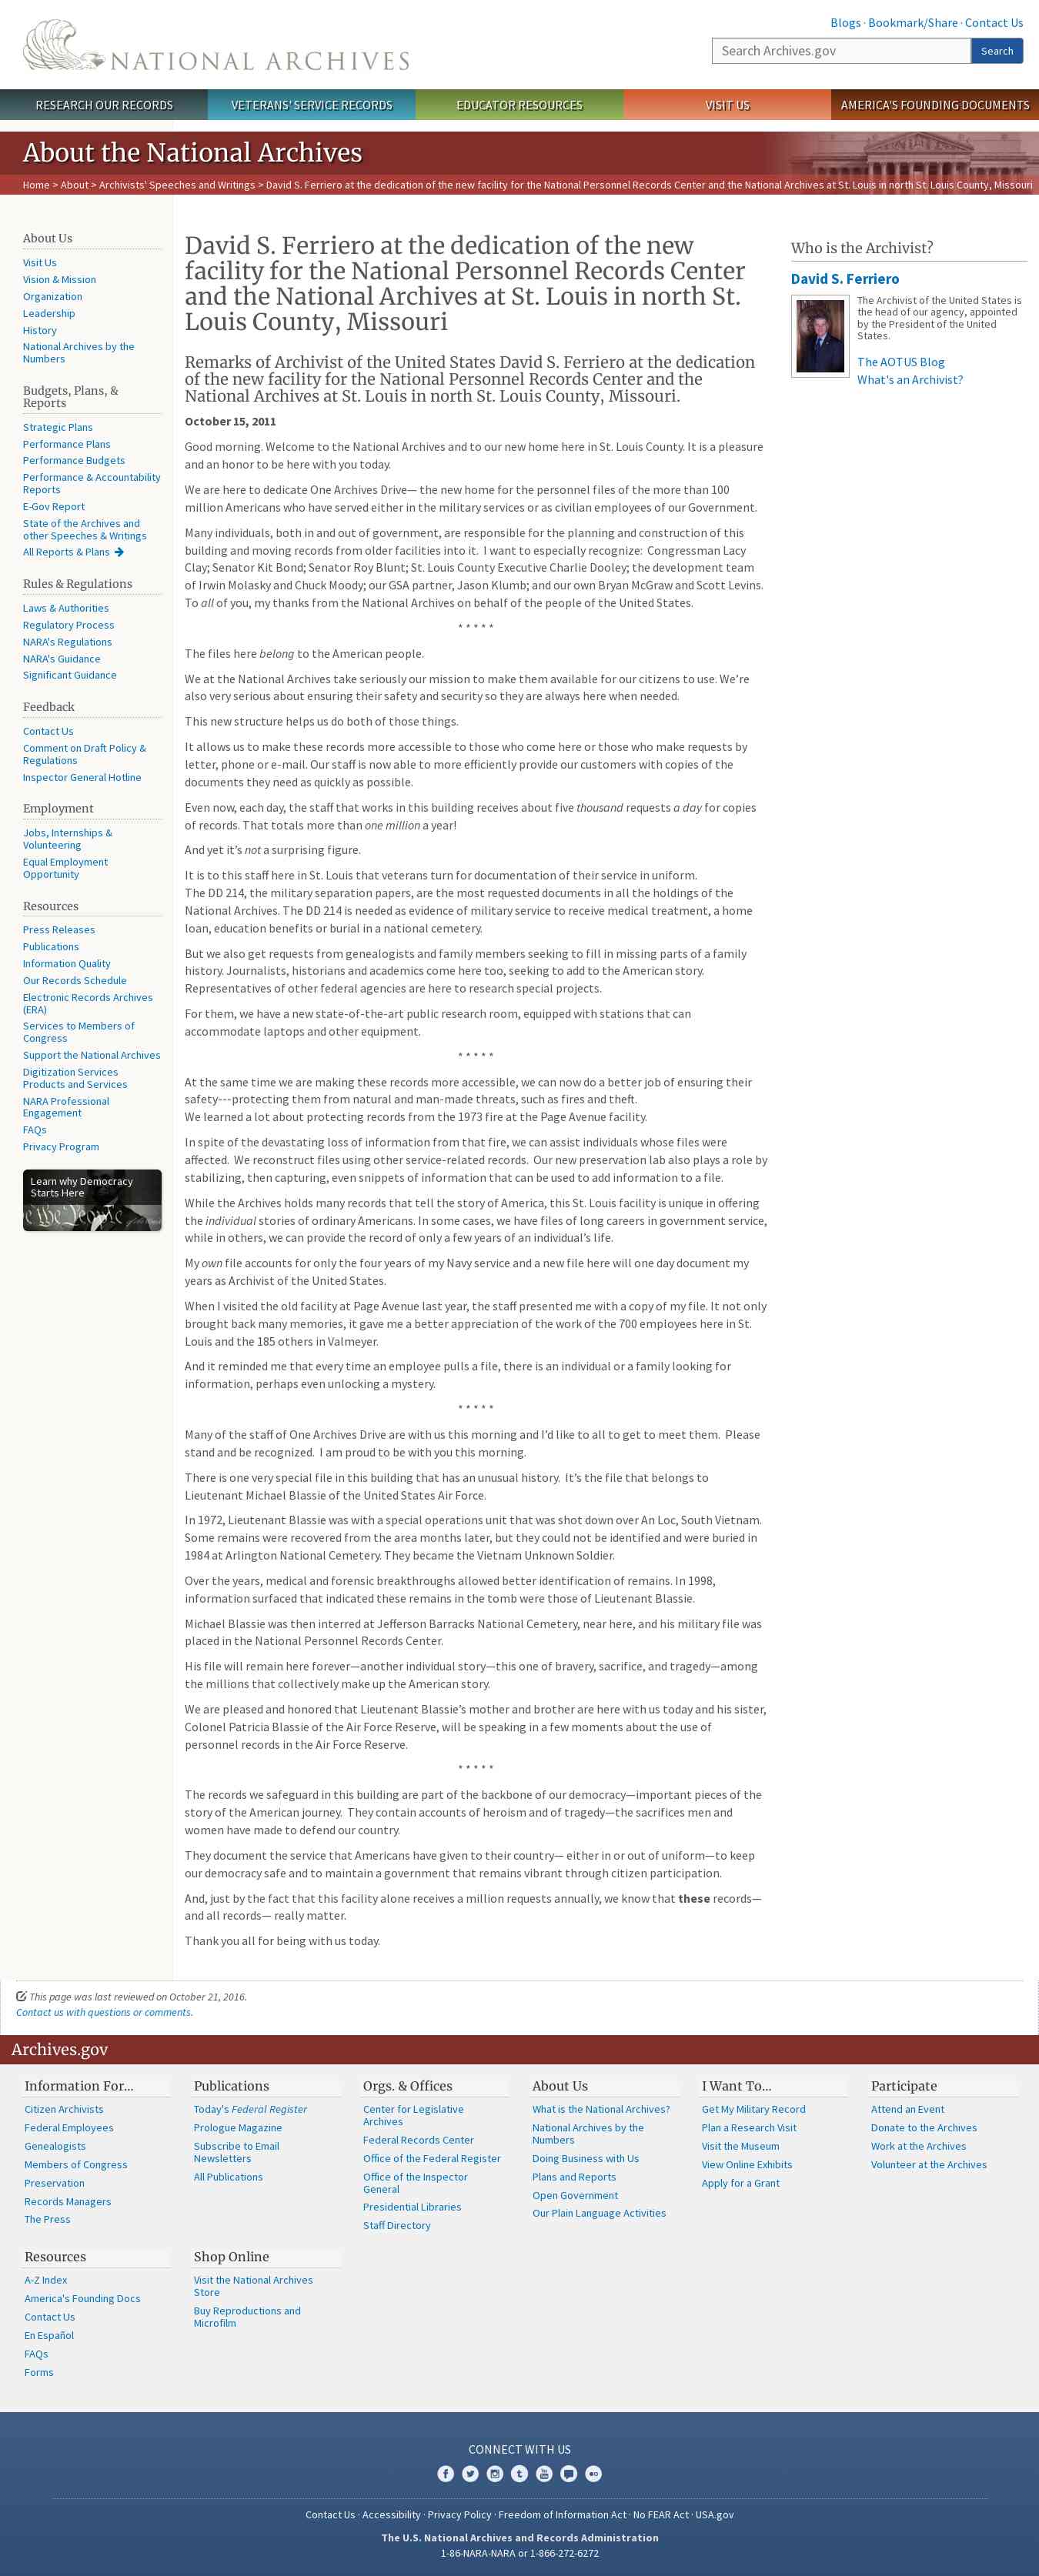 NATIONAL ARCHIVES
Blogs · Bookmark/Share · Contact Us
Search Archives.gov
Search
RESEARCH OUR RECORDS
VETERANS' SERVICE RECORDS
EDUCATOR RESOURCES
VISIT US
AMERICA'S FOUNDING DOCUMENTS
About the National Archives
Home > About > Archivists' Speeches and Writings > David S. Ferriero at the dedication of the new facility for the National Personnel Records Center and the National Archives at St. Louis in north St. Louis County, Missouri
About Us
Visit Us
Vision & Mission
Organization
Leadership
History
National Archives by the
Numbers
Budgets, Plans, &
Reports
Strategic Plans
Performance Plans
Performance Budgets
Performance & Accountability
Reports
E-Gov Report
State of the Archives and
other Speeches & Writings
All Reports & Plans
Rules & Regulations
Laws & Authorities
Regulatory Process
NARA's Regulations
NARA's Guidance
Significant Guidance
Feedback
Contact Us
Comment on Draft Policy &
Regulations
Inspector General Hotline
Employment
Jobs, Internships &
Volunteering
Equal Employment
Opportunity
Resources
Press Releases
Publications
Information Quality
Our Records Schedule
Electronic Records Archives
(ERA)
Services to Members of
Congress
Support the National Archives
Digitization Services
Products and Services
NARA Professional
Engagement
FAQs
Privacy Program
Learn why Democracy
Starts Here
e the People
David S. Ferriero at the dedication of the new
facility for the National Personnel Records Center
and the National Archives at St. Louis in north St.
Louis County, Missouri
Remarks of Archivist of the United States David S. Ferriero at the dedication
of the new facility for the National Personnel Records Center and the
National Archives at St. Louis in north St. Louis County, Missouri.
October 15, 2011
Good morning. Welcome to the National Archives and to our new home here in St. Louis County. It is a pleasure
and an honor to be here with you today.
We are here to dedicate One Archives Drive— the new home for the personnel files of the more than 100
million Americans who have served either in the military services or as civilian employees of our Government.
Many individuals, both in and out of government, were responsible for the planning and construction of this
building and moving records from older facilities into it.  I want to especially recognize:  Congressman Lacy
Clay; Senator Kit Bond; Senator Roy Blunt; St. Louis County Executive Charlie Dooley; the development team
of Irwin Molasky and Chuck Moody; our GSA partner, Jason Klumb; and our own Bryan McGraw and Scott Levins.
To all of you, my thanks from the National Archives on behalf of the people of the United States.
* * * * *
The files here belong to the American people.
We at the National Archives take seriously our mission to make them available for our citizens to use. We’re
also very serious about ensuring their safety and security so they are always here when needed.
This new structure helps us do both of those things.
It allows us to make these records more accessible to those who come here or those who make requests by
letter, phone or e-mail. Our staff is now able to more efficiently provide our customers with copies of the
documents they need as quickly as possible.
Even now, each day, the staff that works in this building receives about five thousand requests a day for copies
of records. That totals more than one million a year!
And yet it’s not a surprising figure.
It is to this staff here in St. Louis that veterans turn for documentation of their service in uniform.
The DD 214, the military separation papers, are the most requested documents in all the holdings of the
National Archives. The DD 214 is needed as evidence of military service to receive medical treatment, a home
loan, education benefits or burial in a national cemetery.
But we also get requests from genealogists and family members seeking to fill in missing parts of a family
history. Journalists, historians and academics come here too, seeking to add to the American story.
Representatives of other federal agencies are here to research special projects.
For them, we have a new state-of-the-art public research room, equipped with stations that can
accommodate laptops and other equipment.
* * * * *
At the same time we are making these records more accessible, we can now do a better job of ensuring their
safety---protecting them from natural and man-made threats, such as fires and theft.
We learned a lot about protecting records from the 1973 fire at the Page Avenue facility.
In spite of the devastating loss of information from that fire, we can assist individuals whose files were
affected.  We reconstruct files using other service-related records.  Our new preservation lab also plays a role by
stabilizing, then capturing, even snippets of information that can be used to add information to a file.
While the Archives holds many records that tell the story of America, this St. Louis facility is unique in offering
the individual stories of ordinary Americans. In some cases, we have files of long careers in government service,
while in others, we can provide the record of only a few years of an individual’s life.
My own file accounts for only the four years of my Navy service and a new file here will one day document my
years as Archivist of the United States.
When I visited the old facility at Page Avenue last year, the staff presented me with a copy of my file. It not only
brought back many memories, it gave me a better appreciation of the work of the 700 employees here in St.
Louis and the 185 others in Valmeyer.
And it reminded me that every time an employee pulls a file, there is an individual or a family looking for
information, perhaps even unlocking a mystery.
* * * * *
Many of the staff of One Archives Drive are with us this morning and I’d like to all to get to meet them.  Please
stand and be recognized.  I am proud to be with you this morning.
There is one very special file in this building that has an unusual history.  It’s the file that belongs to
Lieutenant Michael Blassie of the United States Air Force.
In 1972, Lieutenant Blassie was with a special operations unit that was shot down over An Loc, South Vietnam.
Some remains were recovered from the area months later, but they could not be identified and were buried in
1984 at Arlington National Cemetery. They became the Vietnam Unknown Soldier.
Over the years, medical and forensic breakthroughs allowed better identification of remains. In 1998,
information surfaced that indicated these remains in the tomb were those of Lieutenant Blassie.
Michael Blassie was then interred at Jefferson Barracks National Cemetery, near here, and his military file was
placed in the National Personnel Records Center.
His file will remain here forever—another individual story—this one of bravery, sacrifice, and tragedy—among
the millions that collectively make up the American story.
We are pleased and honored that Lieutenant Blassie’s mother and brother are here with us today and his sister,
Colonel Patricia Blassie of the Air Force Reserve, will be speaking in a few moments about the use of
personnel records in the Air Force Reserve.
* * * * *
The records we safeguard in this building are part of the backbone of our democracy—important pieces of the
story of the American journey.  They contain accounts of heroism and of tragedy—the sacrifices men and
women have made to defend our country.
They document the service that Americans have given to their country— either in or out of uniform—to keep
our democracy safe and to maintain a government that remains vibrant through citizen participation.
And, just by the fact that this facility alone receives a million requests annually, we know that these records—
and all records— really matter.
Thank you all for being with us today.
Who is the Archivist?
David S. Ferriero
The Archivist of the United States is
the head of our agency, appointed
by the President of the United
States.
The AOTUS Blog
What's an Archivist?
This page was last reviewed on October 21, 2016.
Contact us with questions or comments.
Archives.gov
Information For…
Citizen Archivists
Federal Employees
Genealogists
Members of Congress
Preservation
Records Managers
The Press
Publications
Today's Federal Register
Prologue Magazine
Subscribe to Email
Newsletters
All Publications
Orgs. & Offices
Center for Legislative
Archives
Federal Records Center
Office of the Federal Register
Office of the Inspector
General
Presidential Libraries
Staff Directory
About Us
What is the National Archives?
National Archives by the
Numbers
Doing Business with Us
Plans and Reports
Open Government
Our Plain Language Activities
I Want To…
Get My Military Record
Plan a Research Visit
Visit the Museum
View Online Exhibits
Apply for a Grant
Participate
Attend an Event
Donate to the Archives
Work at the Archives
Volunteer at the Archives
Resources
A-Z Index
America's Founding Docs
Contact Us
En Español
FAQs
Forms
Shop Online
Visit the National Archives
Store
Buy Reproductions and
Microfilm
CONNECT WITH US
Contact Us · Accessibility · Privacy Policy · Freedom of Information Act · No FEAR Act · USA.gov
The U.S. National Archives and Records Administration
1-86-NARA-NARA or 1-866-272-6272